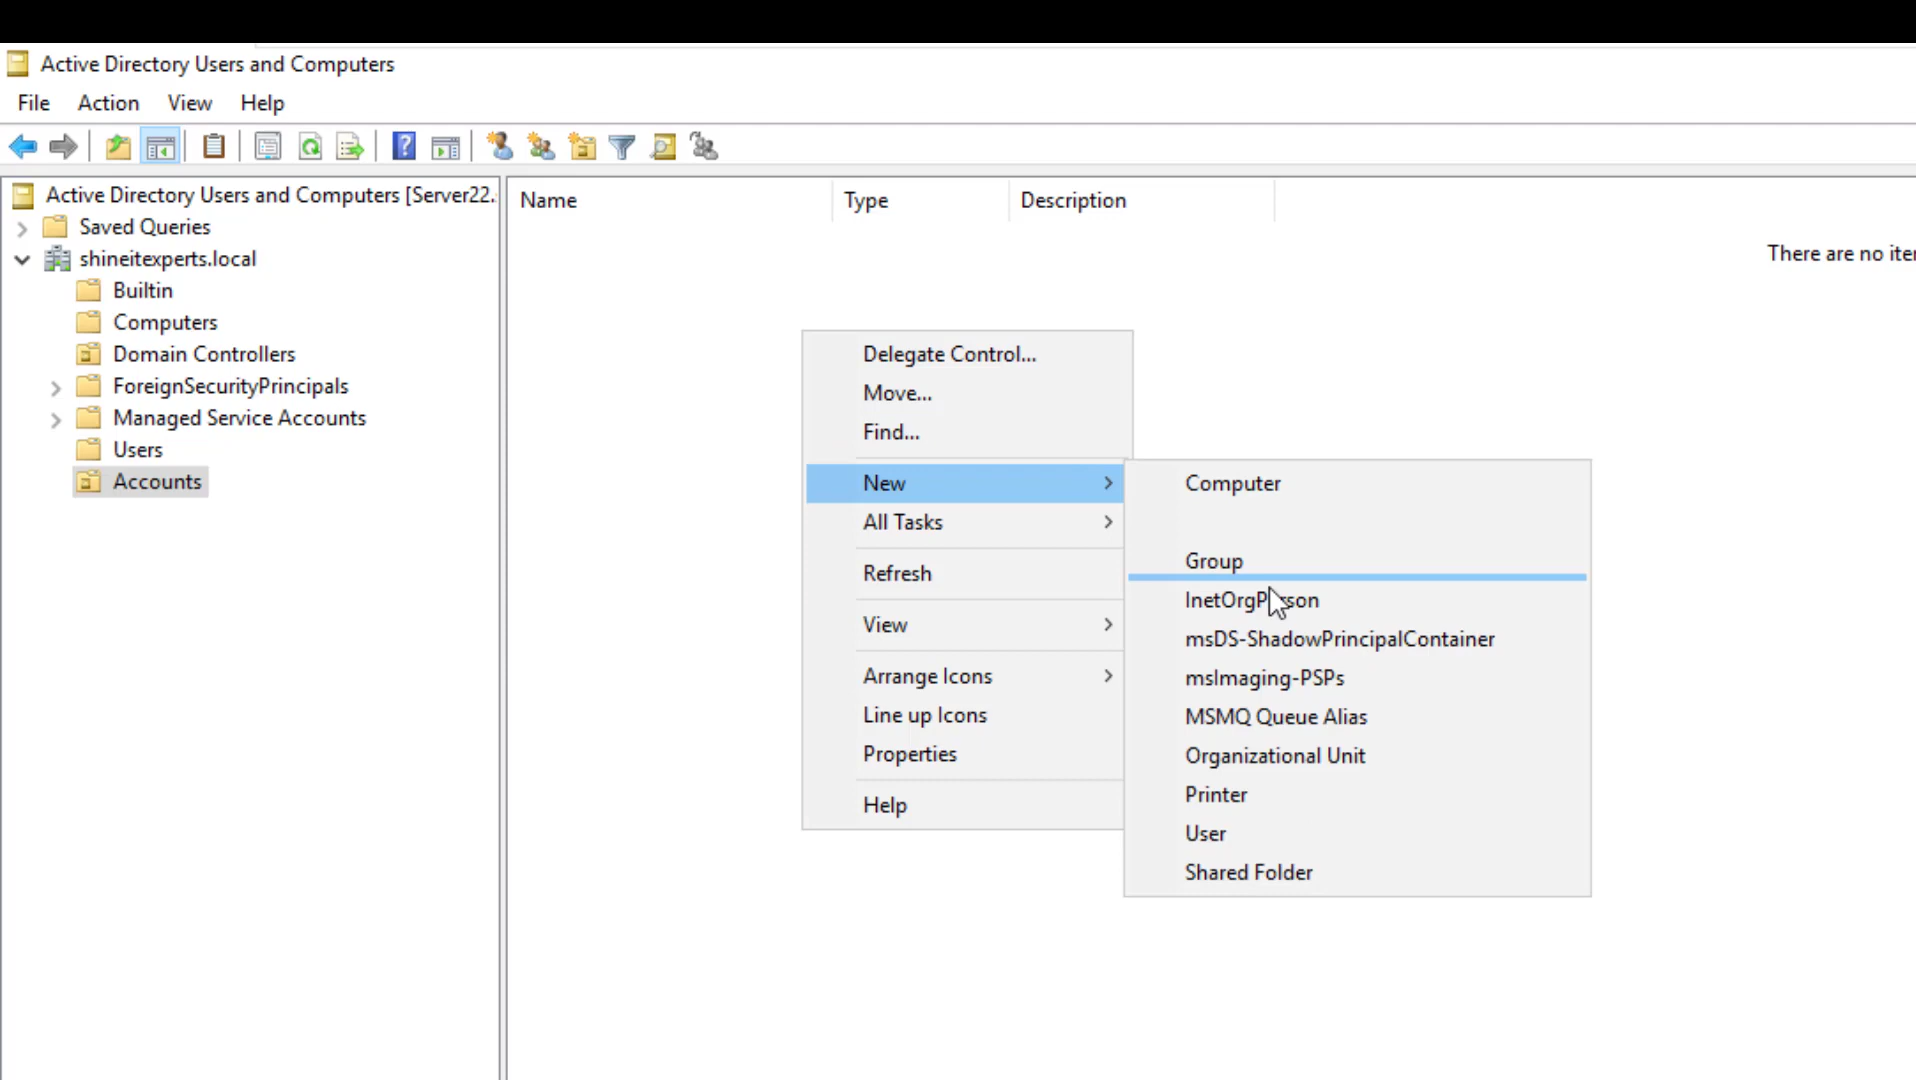 Active Directory Users and Computers
File Action View Help
Active Directory Users and Computers [Server22.
Saved Queries
shineitexperts.local
Builtin
Computers
Domain Controllers
ForeignSecurityPrincipals
Managed Service Accounts
Users
Accounts
Name Type Description
There are no iter
Delegate Control...
Move...
Find...
New
All Tasks
Refresh
View
Arrange Icons
Line up Icons
Properties
Help
Computer
Group
InetOrgPerson
msDS-ShadowPrincipalContainer
msImaging-PSPs
MSMQ Queue Alias
Organizational Unit
Printer
User
Shared Folder